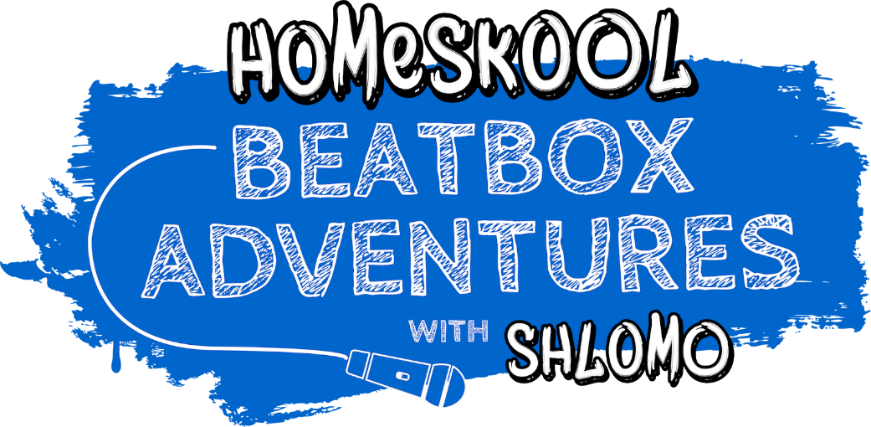 HOMeSKOOL
BEATBOX
ADVENTURES
WITH SHLOMO